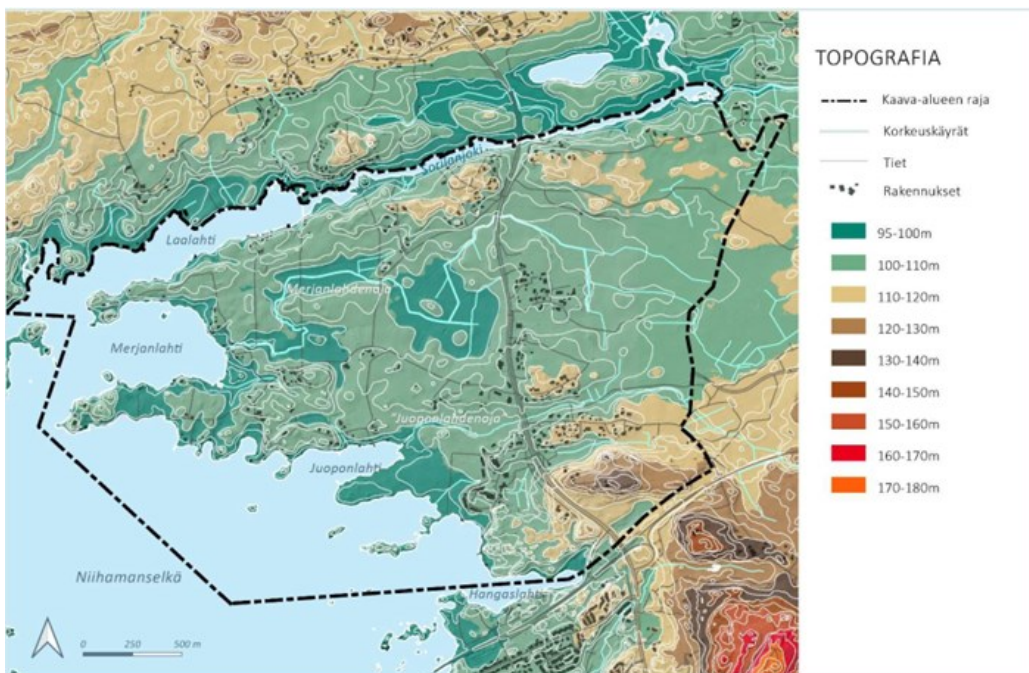 TOPOGRAFIA
Kaava-alueen raja
Korkeuskäyrät
Tiet
Rakennukset
95-100m
100-110m
110-120m
120-130m
130-140m
140-150m
150-160m
160-170m
170-180m
Sorilanjoki
Laalahti
Merjanlahdenoja
Merjanlahti
Juoponlahdenoja
Juoponlahti
Niihamanselkä
Hangaslahti
0 250 500 m